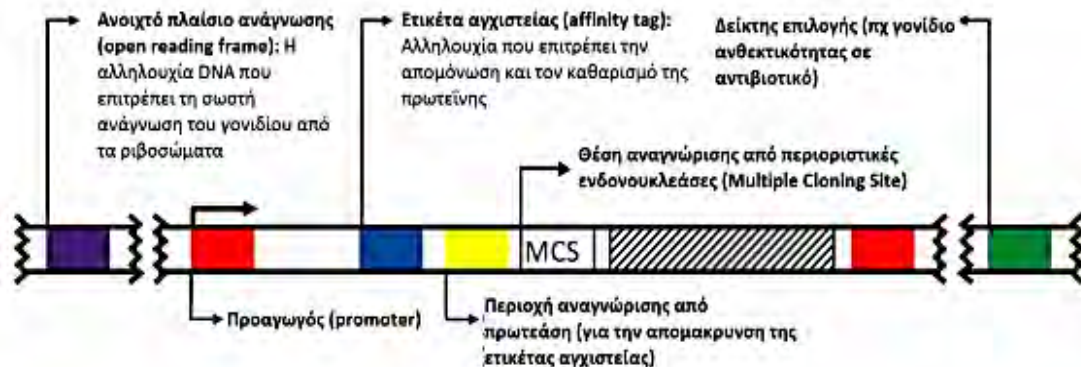 Ανοιχτό πλαίσιο ανάγνωσης
(open reading frame): Η
αλληλουχία DNA που
επιτρέπει τη σωστή
ανάγνωση του γονιδίου από
τα ριβοσώματα
Ετικέτα αγχιστείας (affinity tag):
Αλληλουχία που επιτρέπει την
απομόνωση και τον καθαρισμό της
πρωτεΐνης
Δείκτης επιλογής (πχ γονίδιο
ανθεκτικότητας σε
αντιβιοτικό)
Θέση αναγνώρισης από περιοριστικές
ενδονουκλεάσες (Multiple Cloning Site)
MCS
Προαγωγός (promoter)
Περιοχή αναγνώρισης από
πρωτεάση (για την απομακρυνση της
ετικέτας αγχιστείας)